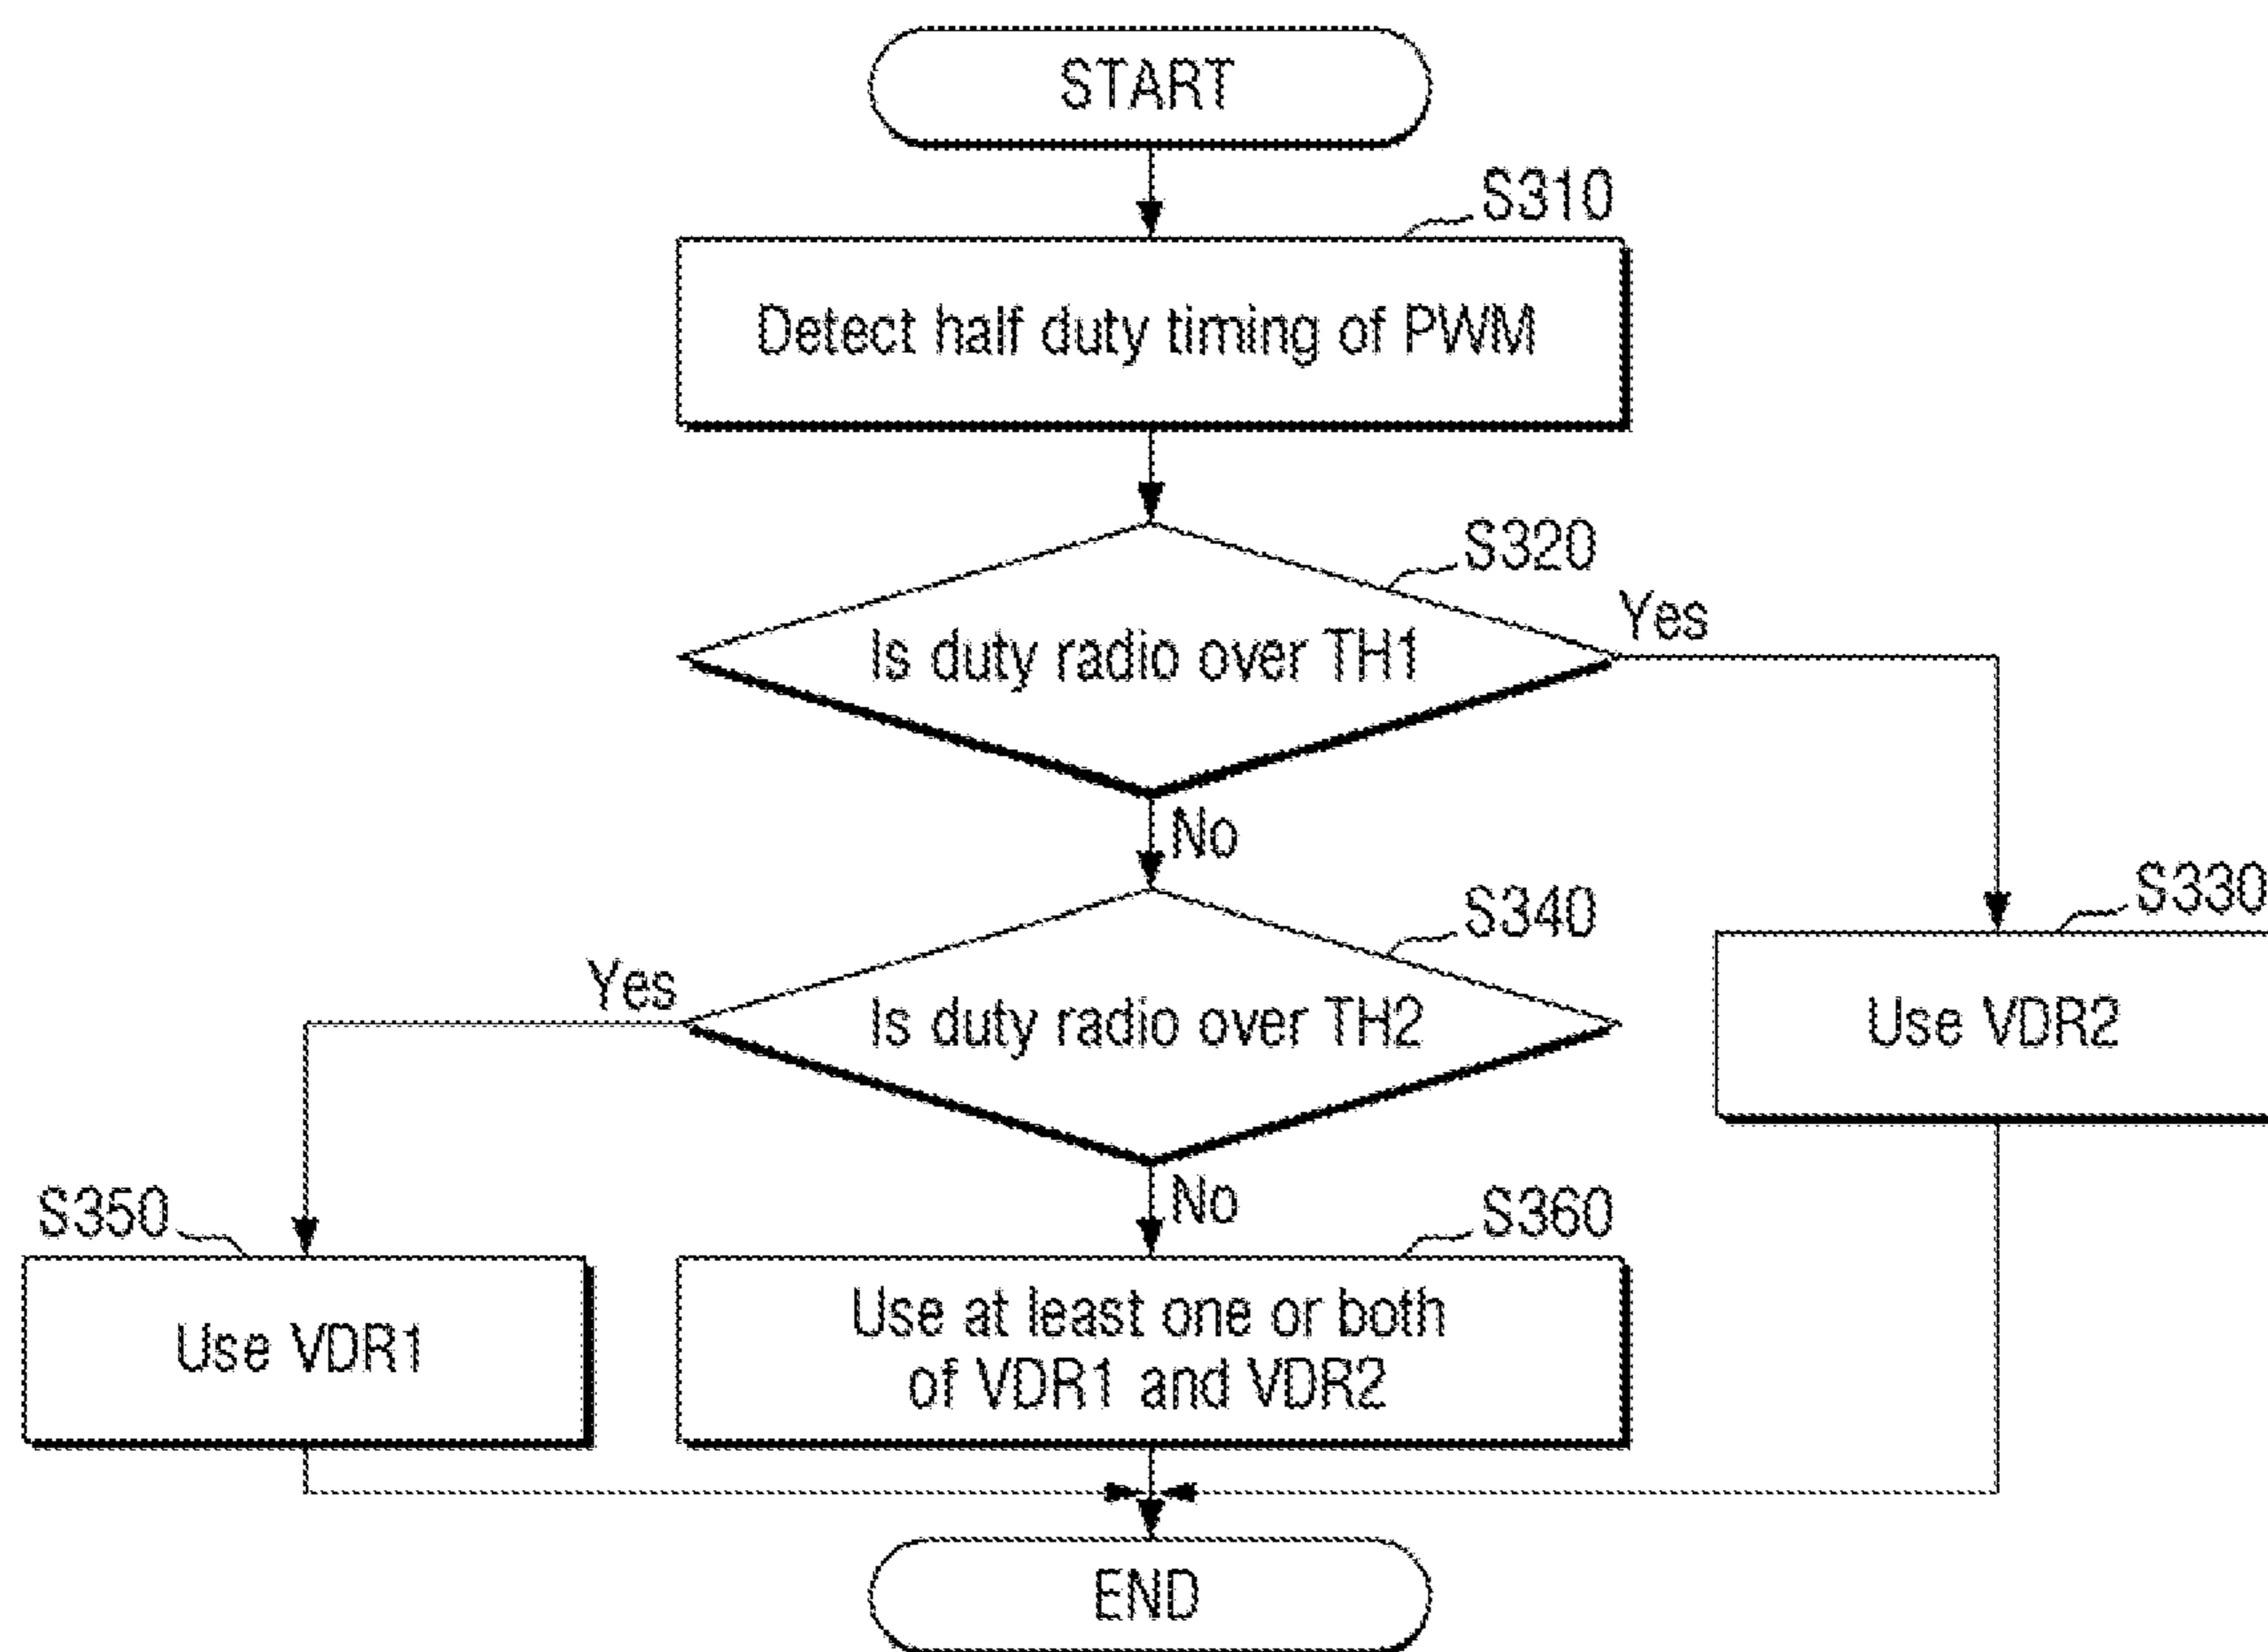 START
S310
Detect half duty timing of PWM
S320
Is duty radio over TH1
Yes
No
S340
Is duty radio over TH2
Yes
S330
Use VDR2
No
S350
Use VDR1
S360
Use at least one or both
of VDR1 and VDR2
END